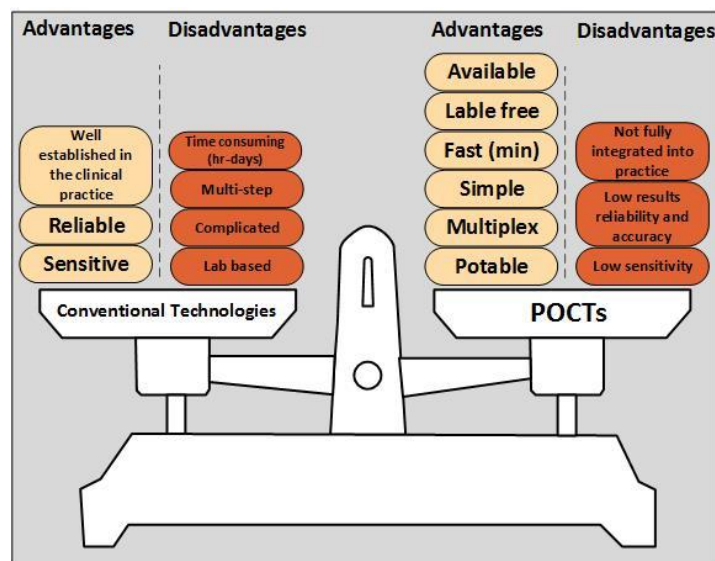 Advantages
Disadvantages
Well
established in
the clinical
practice
Reliable
Sensitive
Time consuming
(hr-days)
Multi-step
Complicated
Lab based
Conventional Technologies
Advantages
Disadvantages
Available
Lable free
Fast (min)
Simple
Multiplex
Potable
Not fully
integrated into
practice
Low results
reliability and
accuracy
Low sensitivity
POCTs